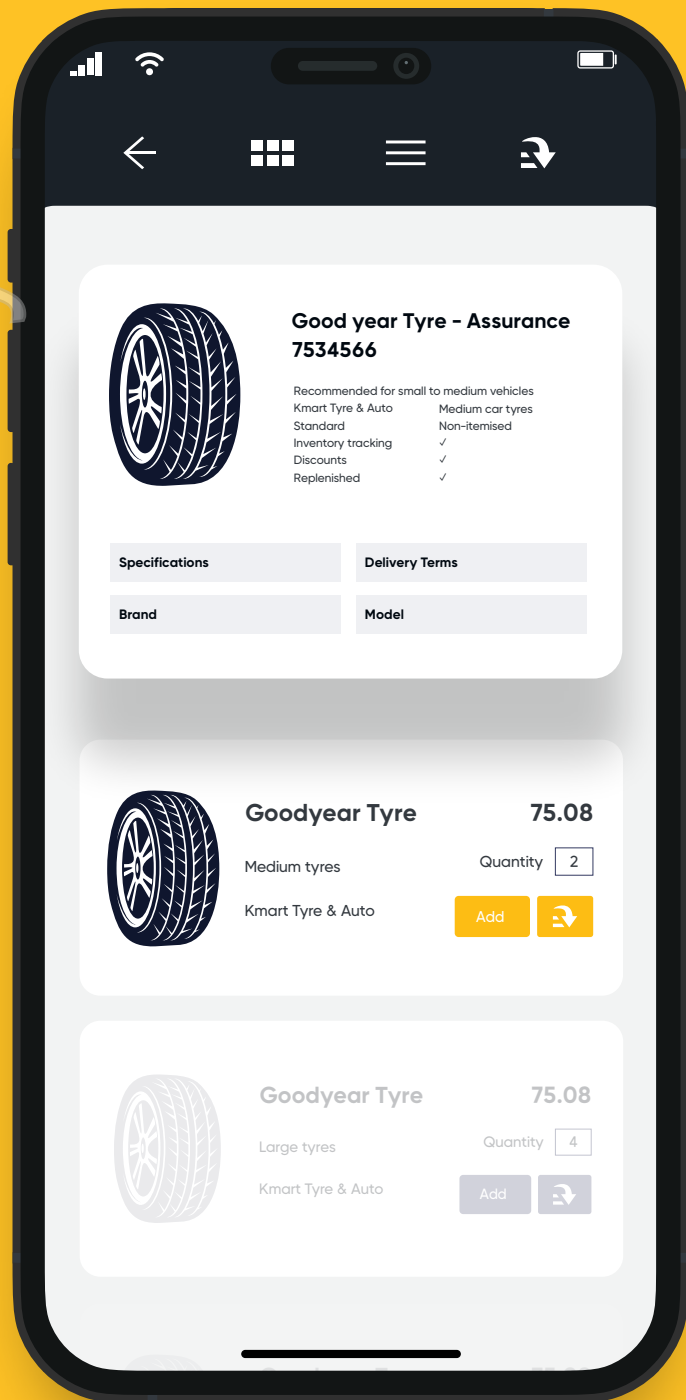 Good year Tyre - Assurance
7534566
Recommended for small to medium vehicles
Kmart Tyre & Auto Medium car tyres
Standard Non-itemised
Inventory tracking ✓
Discounts ✓
Replenished ✓
Specifications Delivery Terms
Brand Model
Goodyear Tyre 75.08
Medium tyres Quantity 2
Kmart Tyre & Auto Add
Goodyear Tyre 75.08
Large tyres Quantity 4
Kmart Tyre & Auto Add